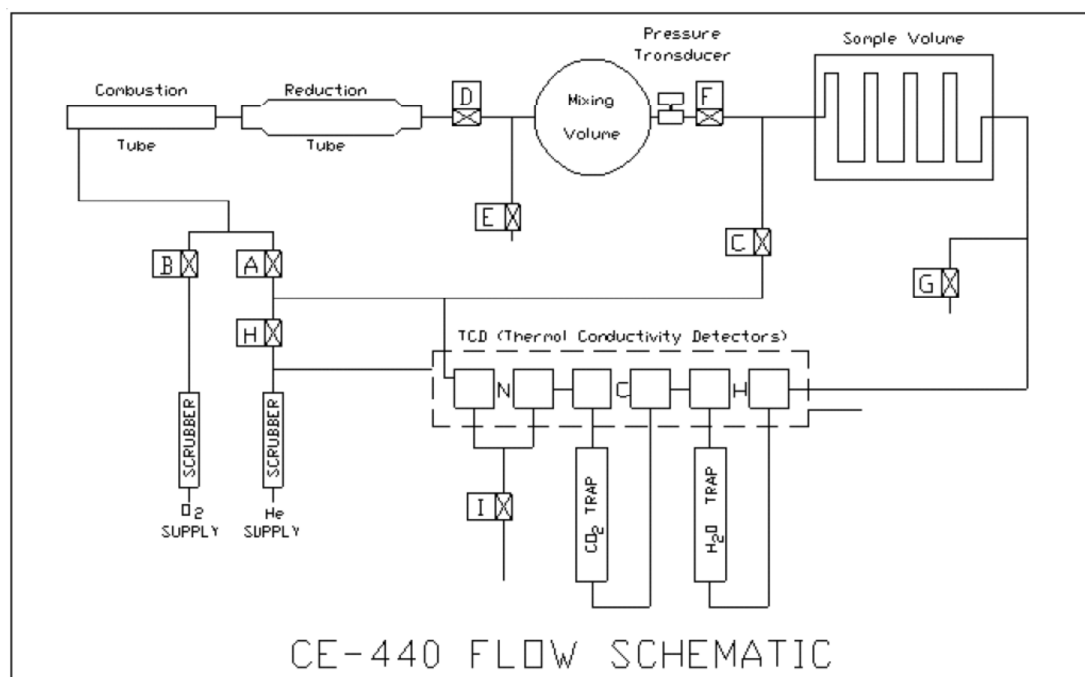 Pressure
Transducer
Sample Volume
Combustion
Tube
Reduction
Tube
D
Mixing
Volume
F
E
C
B
A
G
H
TCD (Thermal Conductivity Detectors)
N
C
H
SCRUBBER
SCRUBBER
I
CO2 TRAP
H2O TRAP
O2
SUPPLY
He
SUPPLY
CE-440 FLOW SCHEMATIC